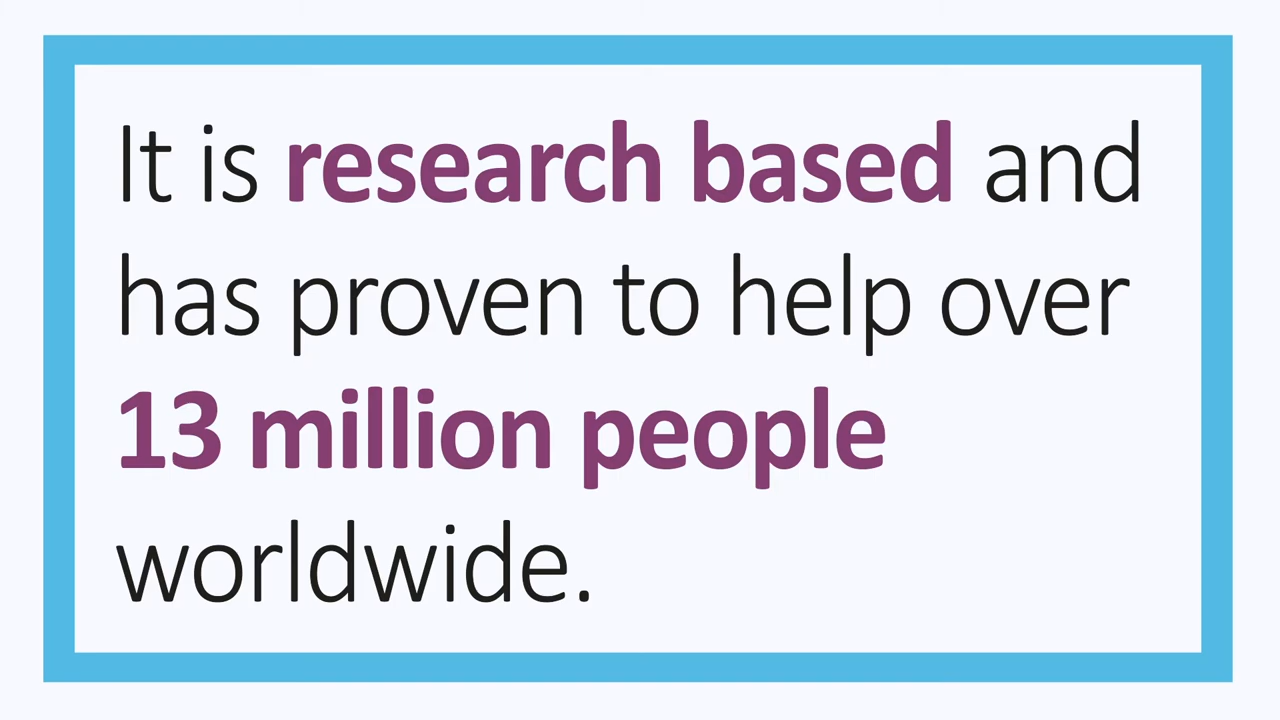 It is research based and
has proven to help over
13 million people
worldwide.